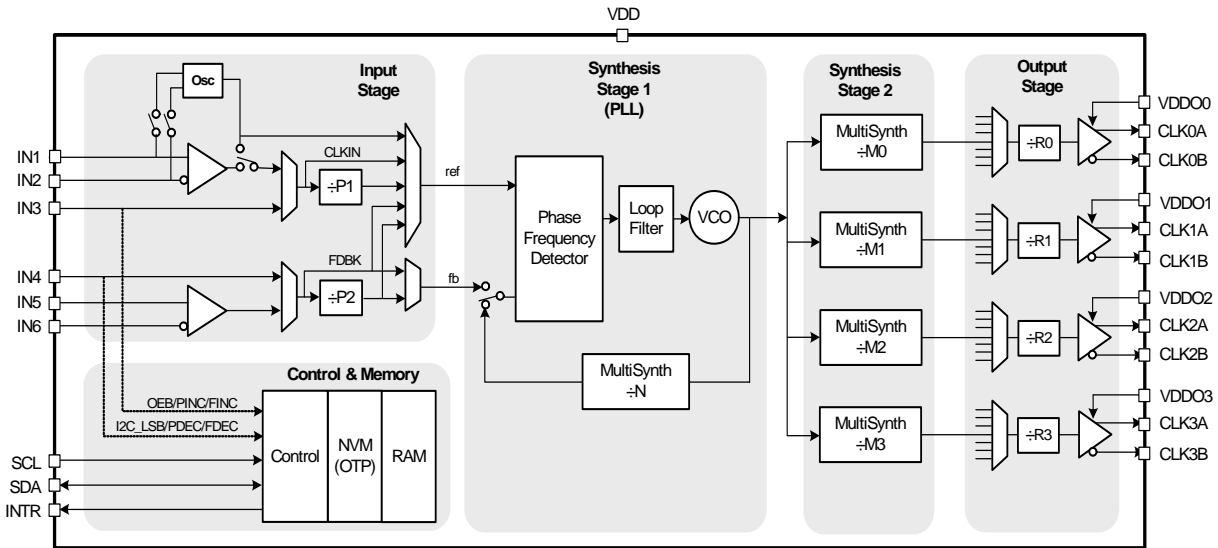 VDD
Input
Stage
Osc
IN1
IN2
IN3
CLKIN
÷P1
ref
IN4
IN5
IN6
FDBK
÷P2
fb
Synthesis
Stage 1
(PLL)
Phase
Frequency
Detector
Loop
Filter
VCO
MultiSynth
÷N
Synthesis
Stage 2
MultiSynth
÷M0
MultiSynth
÷M1
MultiSynth
÷M2
MultiSynth
÷M3
Output
Stage
÷R0
VDDO0
CLK0A
CLK0B
÷R1
VDDO1
CLK1A
CLK1B
÷R2
VDDO2
CLK2A
CLK2B
÷R3
VDDO3
CLK3A
CLK3B
Control & Memory
OEB/PINC/FINC
I2C_LSB/PDEC/FDEC
SCL
SDA
INTR
Control
NVM
(OTP)
RAM